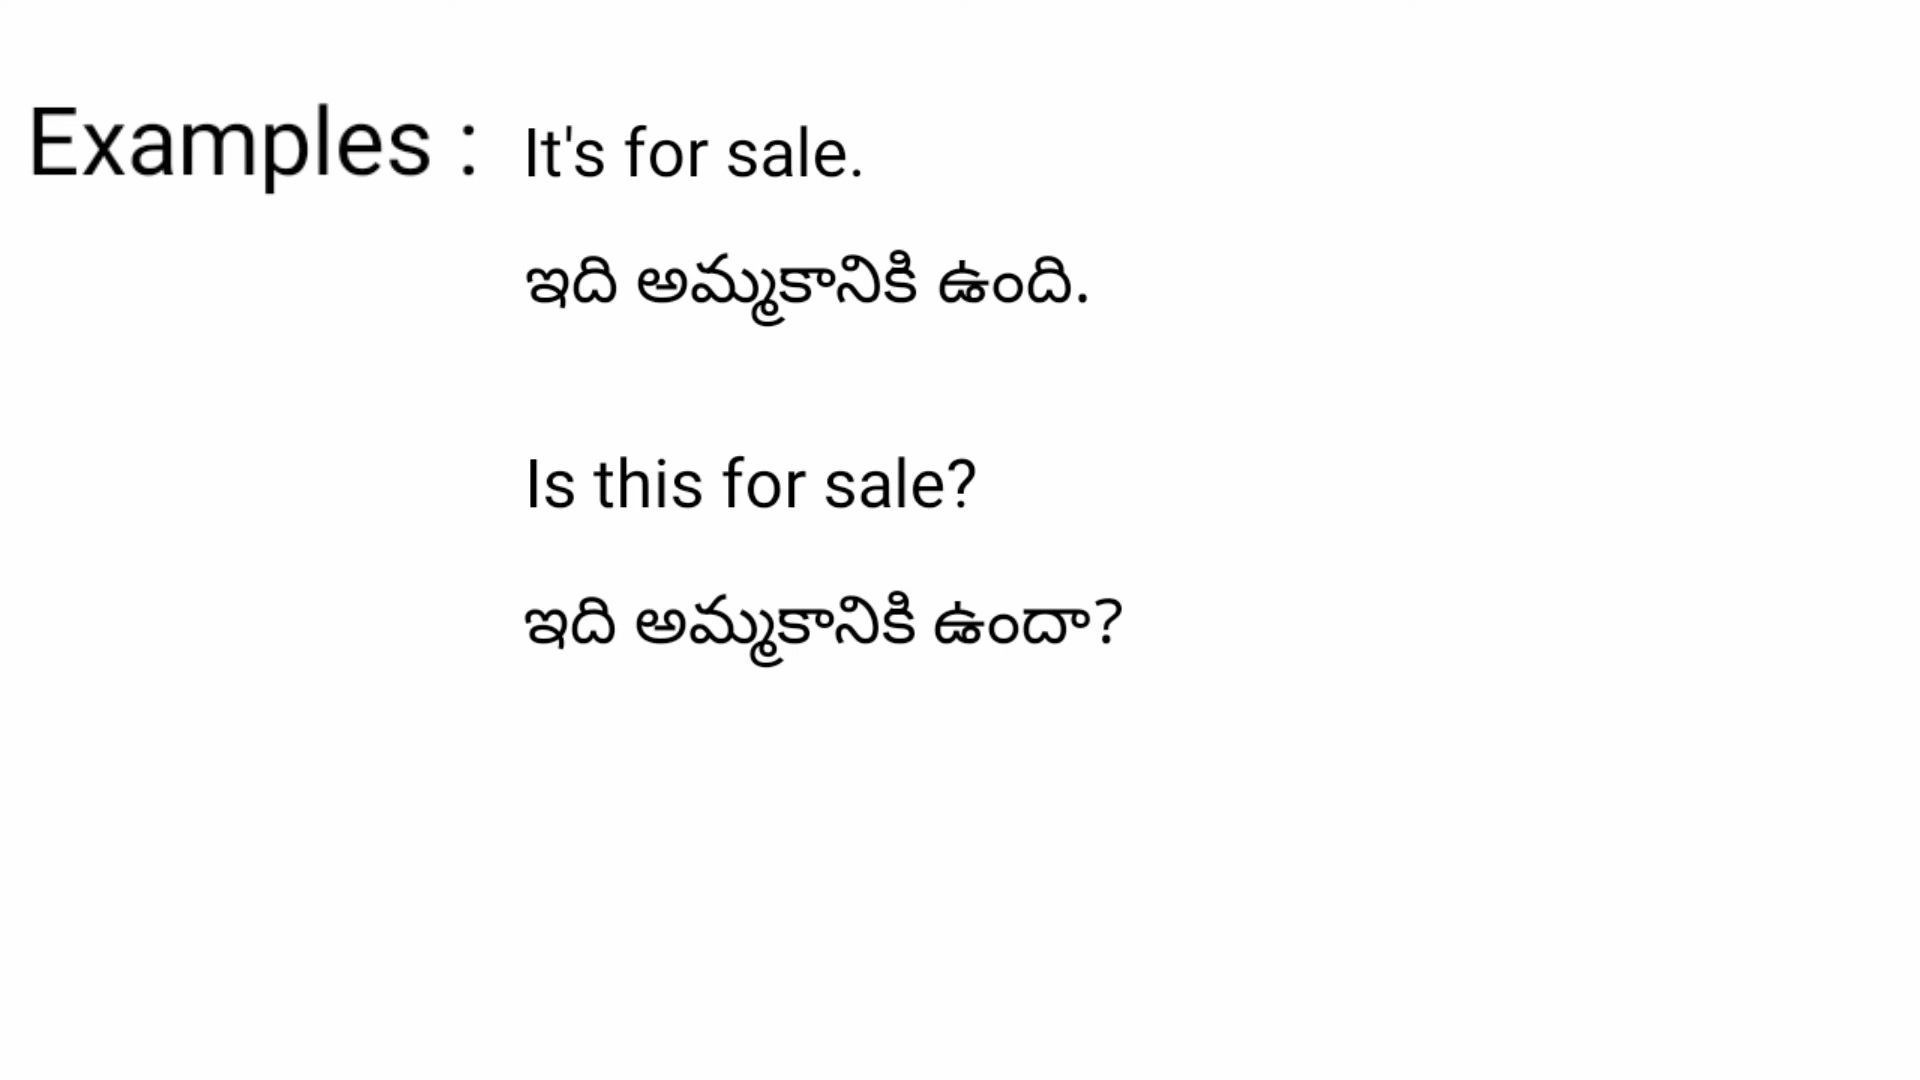 Examples : It's for sale.
ఇది అమ్మకానికి ఉంది.
Is this for sale?
ఇది అమ్మకానికి ఉందా?